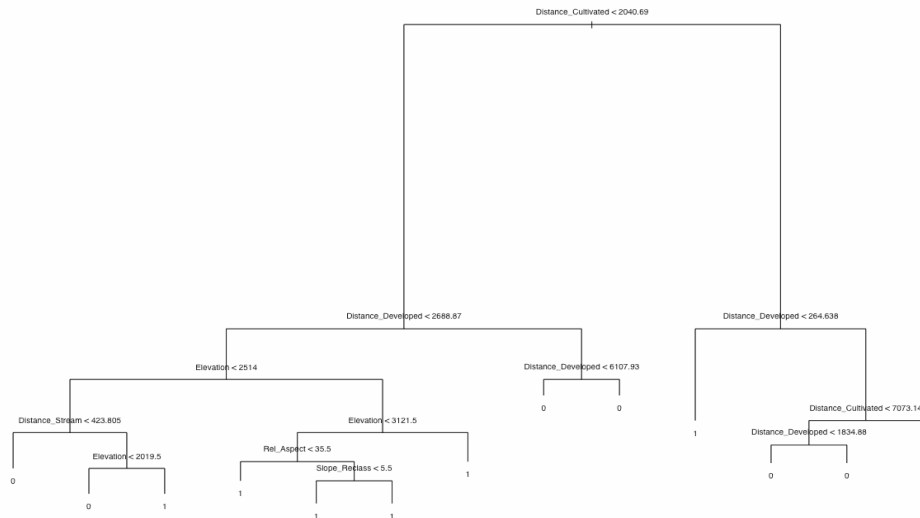 Distance_Cultivated < 2040.69
Distance_Developed < 2688.87
Distance_Developed < 264.638
Elevation < 2514
Distance_Developed < 6107.93
Distance_Stream < 423.805
Elevation < 3121.5
Distance_Cultivated < 7073.14
0 0
1
Distance_Developed < 1834.88
Elevation < 2019.5
Rel_Aspect < 35.5
Slope_Reclass < 5.5
1
0 0
0
1
0 1
1 1